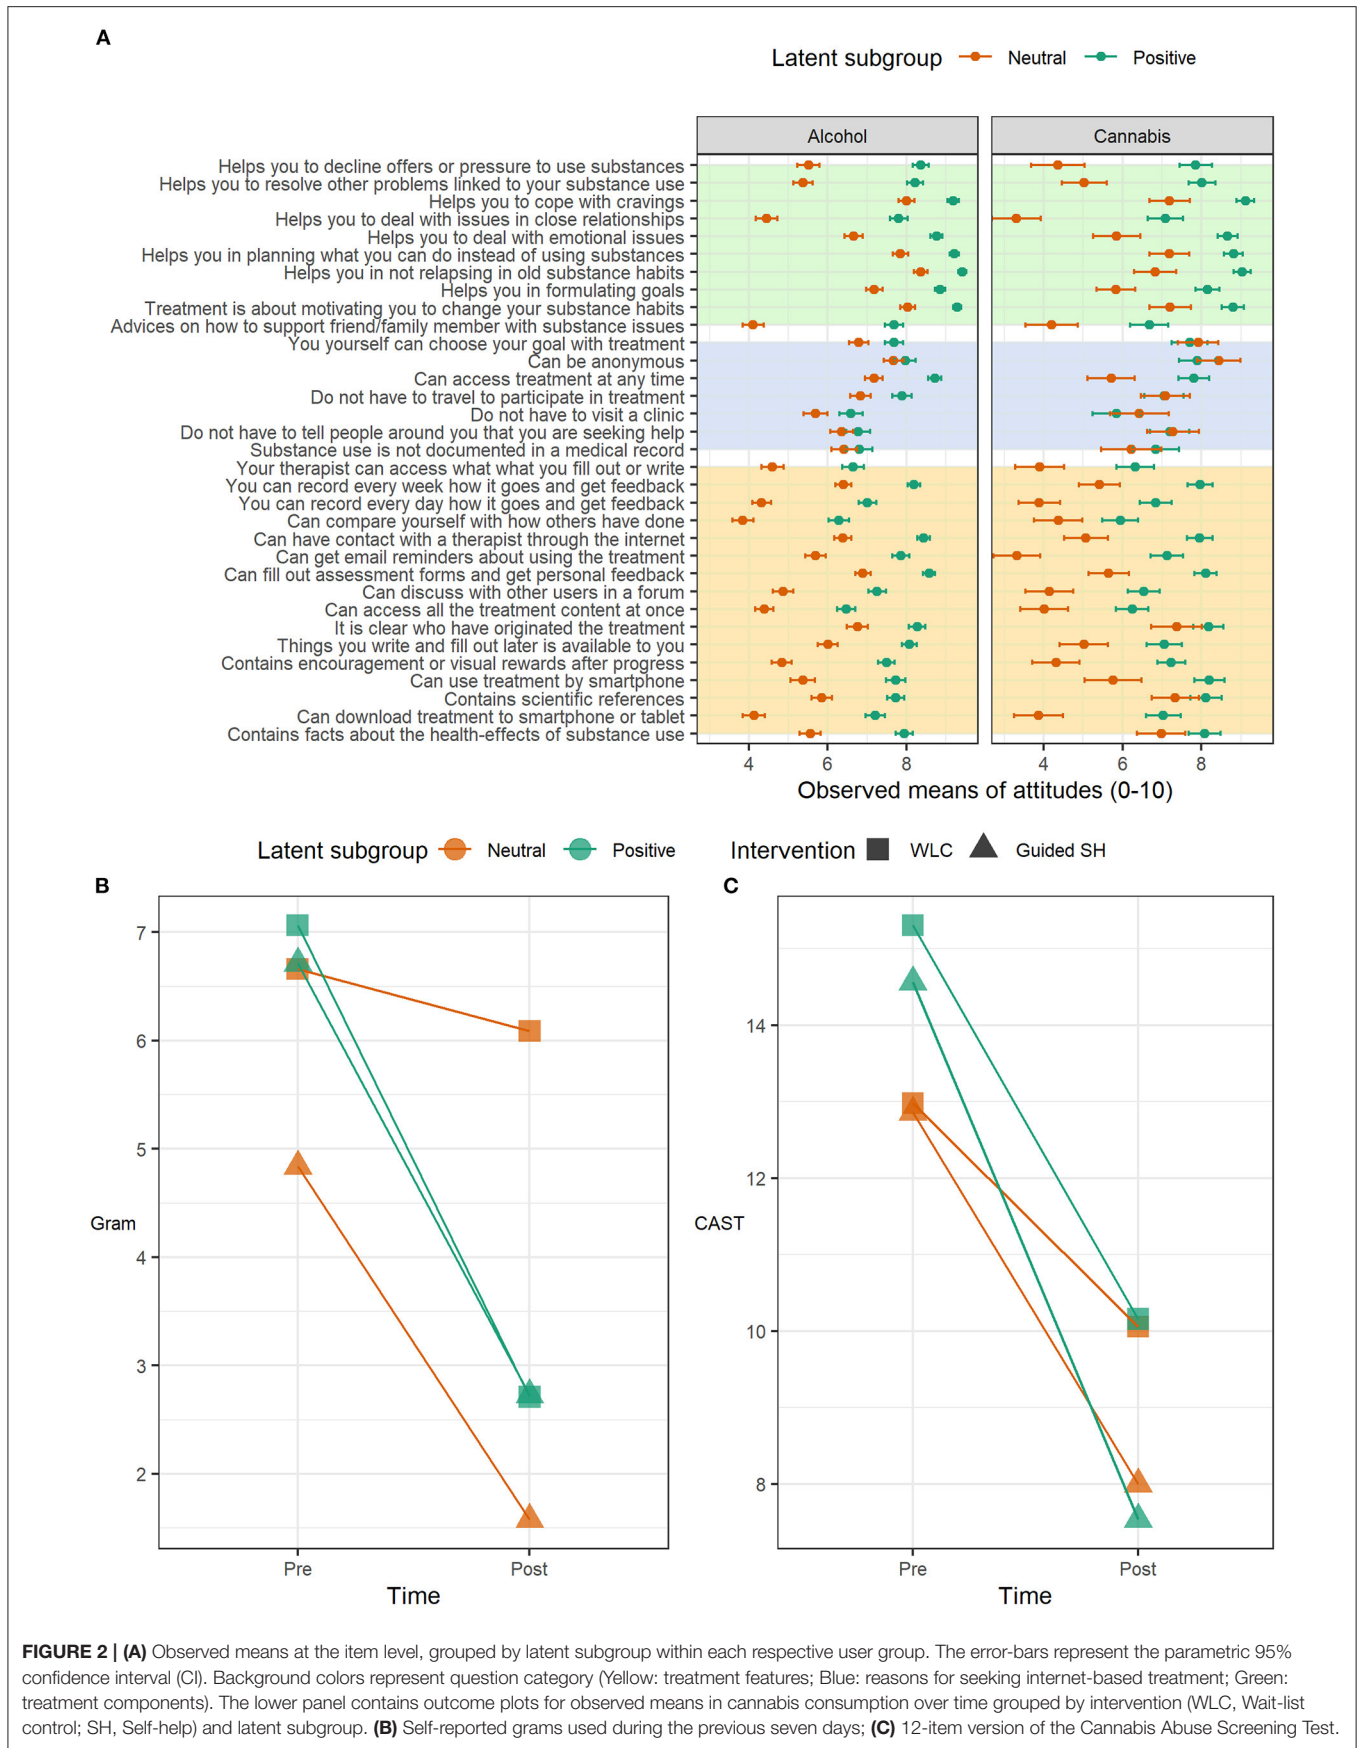 A
Latent subgroup Neutral Positive
Alcohol Cannabis
Helps you to decline offers or pressure to use substances
Helps you to resolve other problems linked to your substance use
Helps you to cope with cravings
Helps you to deal with issues in close relationships
Helps you to deal with emotional issues
Helps you in planning what you can do instead of using substances
Helps you in not relapsing in old substance habits
Helps you in formulating goals
Treatment is about motivating you to change your substance habits
Advices on how to support friend/family member with substance issues
You yourself can choose your goal with treatment
Can be anonymous
Can access treatment at any time
Do not have to travel to participate in treatment
Do not have to visit a clinic
Do not have to tell people around you that you are seeking help
Substance use is not documented in a medical record
Your therapist can access what what you fill out or write
You can record every week how it goes and get feedback
You can record every day how it goes and get feedback
Can compare yourself with how others have done
Can have contact with a therapist through the internet
Can get email reminders about using the treatment
Can fill out assessment forms and get personal feedback
Can discuss with other users in a forum
Can access all the treatment content at once
It is clear who have originated the treatment
Things you write and fill out later is available to you
Contains encouragement or visual rewards after progress
Can use treatment by smartphone
Contains scientific references
Can download treatment to smartphone or tablet
Contains facts about the health-effects of substance use
4 6 8 4 6 8
Observed means of attitudes (0-10)
Latent subgroup Neutral Positive Intervention WLC Guided SH
B
7
6
5
Gram
4
3
2
Pre Post
Time
C
14
12
CAST
10
8
Pre Post
Time
FIGURE 2 | (A) Observed means at the item level, grouped by latent subgroup within each respective user group. The error-bars represent the parametric 95%
confidence interval (CI). Background colors represent question category (Yellow: treatment features; Blue: reasons for seeking internet-based treatment; Green:
treatment components). The lower panel contains outcome plots for observed means in cannabis consumption over time grouped by intervention (WLC, Wait-list
control; SH, Self-help) and latent subgroup. (B) Self-reported grams used during the previous seven days; (C) 12-item version of the Cannabis Abuse Screening Test.